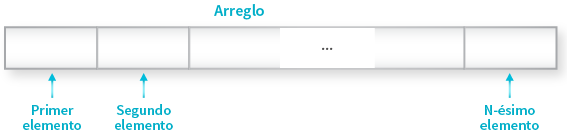 Arreglo
...
Primer
elemento
Segundo
elemento
N-ésimo
elemento